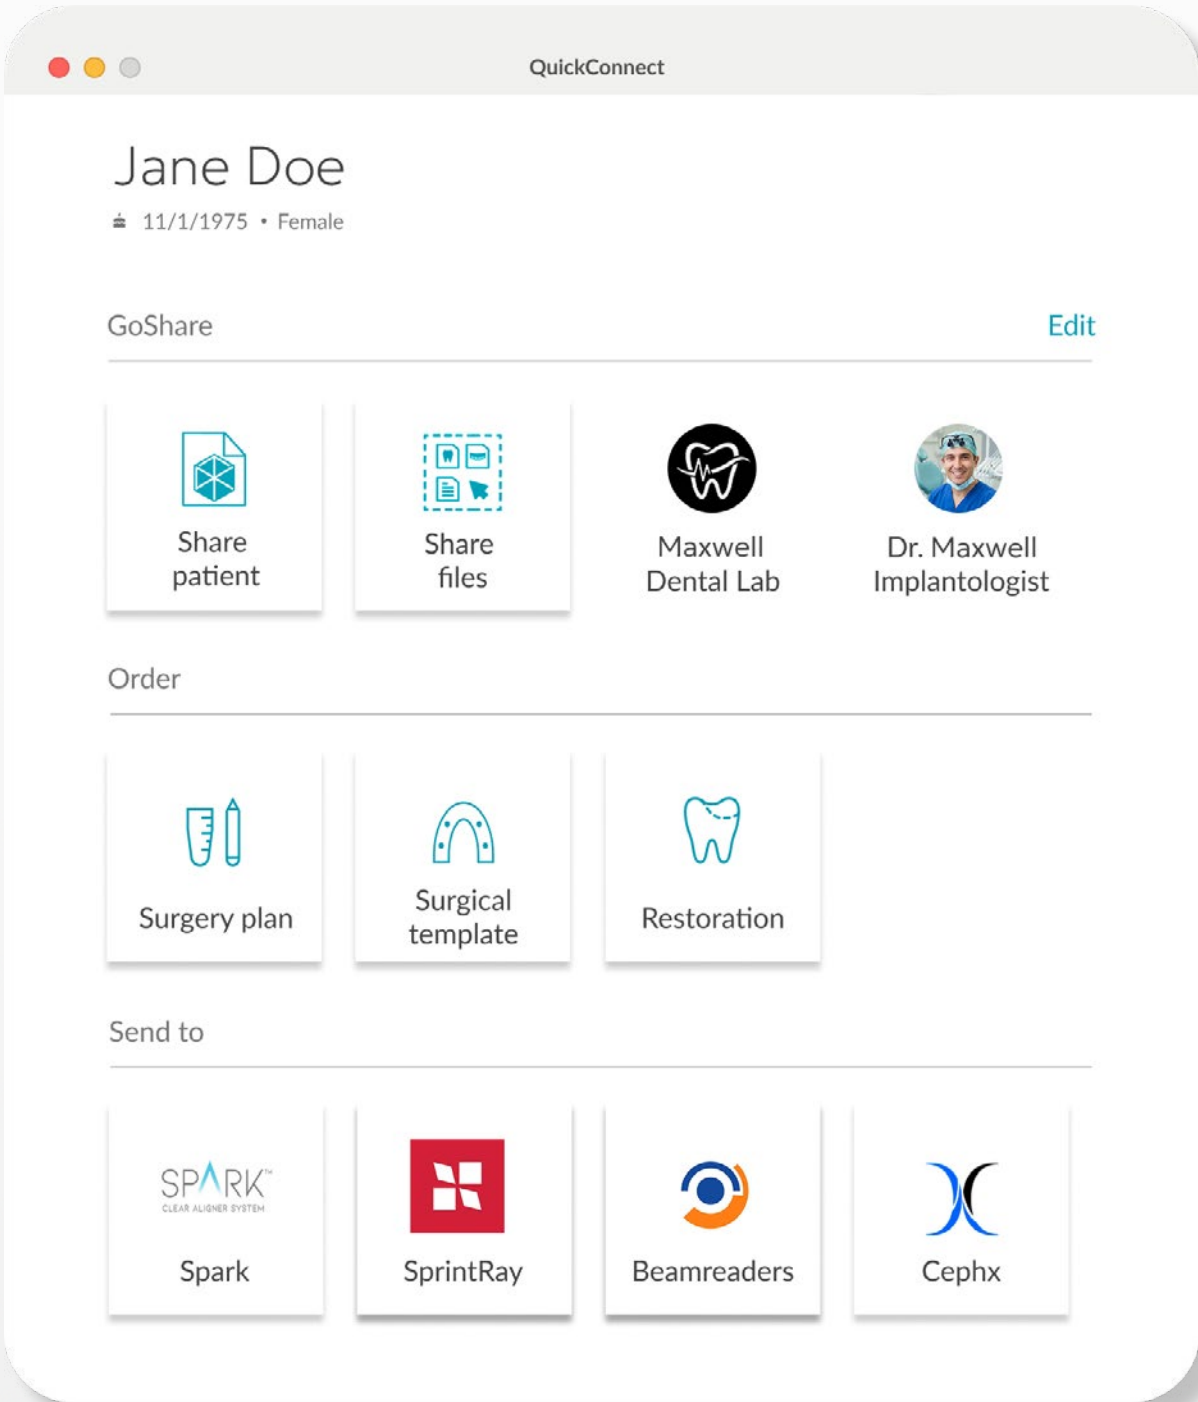 QuickConnect
Jane Doe
11/1/1975 • Female
GoShare
Edit
Share
patient
Share
files
Maxwell
Dental Lab
Dr. Maxwell
Implantologist
Order
Surgery plan
Surgical
template
Restoration
Send to
SPARK™
CLEAR ALIGNER SYSTEM
Spark
SprintRay
Beamreaders
Cephx